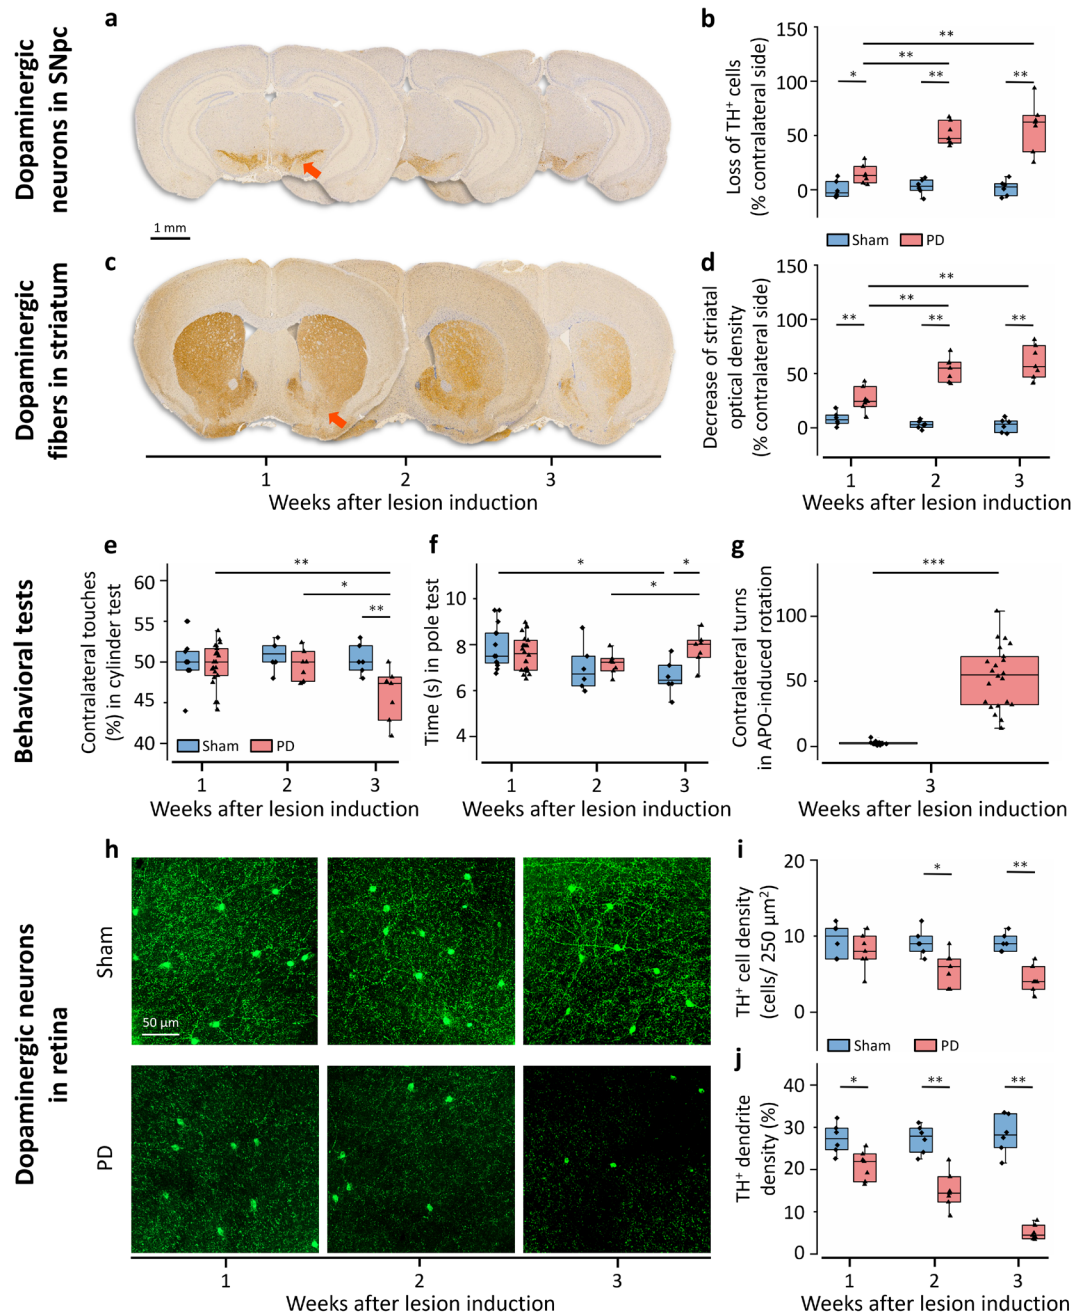 Dopaminergic
neurons in SNpc
a
1 mm
b
Loss of TH⁺ cells
(% contralateral side)
150
100
50
0
*
**
**
**
**
Sham
PD
Dopaminergic
fibers in striatum
c
1
2
3
Weeks after lesion induction
d
Decrease of striatal
optical density
(% contralateral side)
150
100
50
0
**
**
**
**
**
1
2
3
Weeks after lesion induction
Behavioral tests
e
Contralateral touches
(%) in cylinder test
60
55
50
45
40
**
*
**
Sham
PD
1
2
3
Weeks after lesion induction
f
Time (s) in pole test
10
8
6
4
*
*
*
1
2
3
Weeks after lesion induction
g
Contralateral turns
in APO-induced rotation
100
50
0
***
3
Weeks after lesion induction
Dopaminergic neurons
in retina
h
Sham
50 µm
PD
1
2
3
Weeks after lesion induction
i
TH⁺ cell density
(cells/ 250 µm²)
20
10
0
*
**
Sham
PD
j
TH⁺ dendrite
density (%)
40
30
20
10
0
*
**
**
1
2
3
Weeks after lesion induction